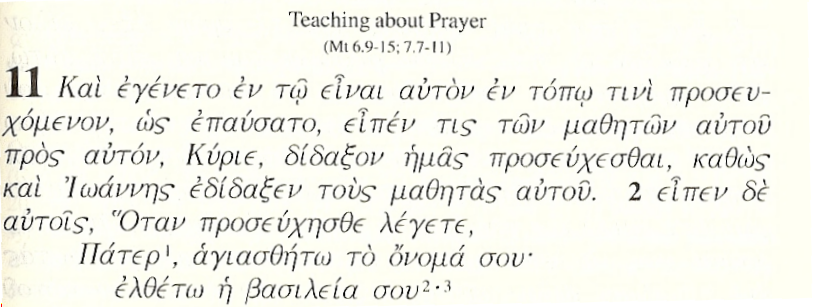 Teaching about Prayer
(Mt 6.9-15; 7.7-11)
11 Καὶ ἐγένετο ἐν τῷ εἶναι αὐτὸν ἐν τόπῳ τινὶ προσευ-
χόμενον, ὡς ἐπαύσατο, εἶπέν τις τῶν μαθητῶν αὐτοῦ
πρὸς αὐτόν, Κύριε, δίδαξον ἡμᾶς προσεύχεσθαι, καθὼς
καὶ Ἰωάννης ἐδίδαξεν τοὺς μαθητὰς αὐτοῦ. 2 εἶπεν δὲ
αὐτοῖς, Ὅταν προσεύχησθε λέγετε,
Πάτερ¹, ἁγιασθήτω τὸ ὄνομά σου·
ἐλθέτω ἡ βασιλεία σου²·³